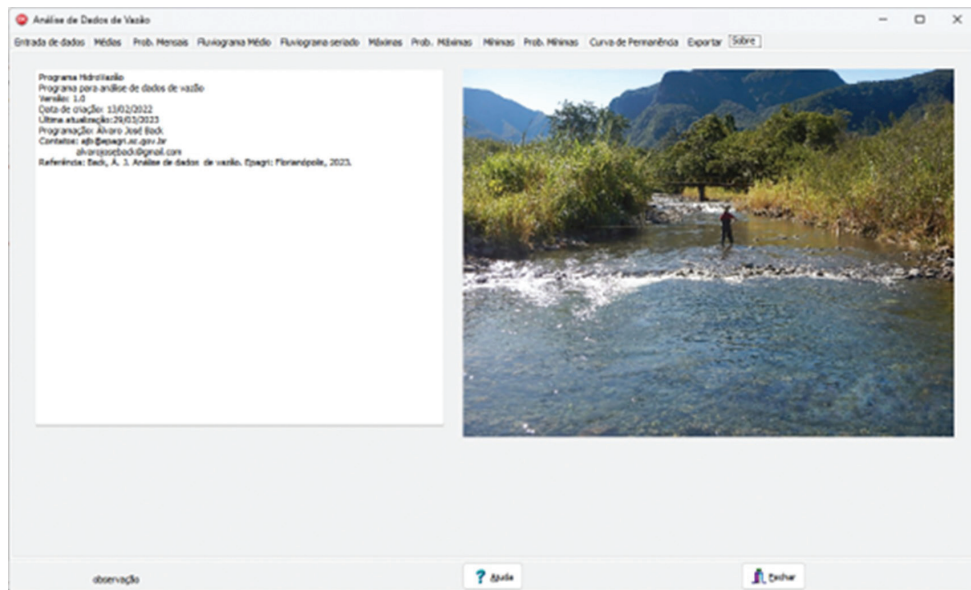 Análise de Dados de Vazão
Entrada de dados Médias Prob. Mensais Fluviograma Médio Fluviograma seriado Máximas Prob. Máximas Mínimas Prob. Mínimas Curva de Permanência Exportar Sobre
Programa HidroVazão
Programa para análise de dados de vazão
Versão: 1.0
Data de criação: 13/02/2022
Última atualização:29/03/2023
Programação: Álvaro José Back
Contatos: ajb@epagri.sc.gov.br
alvarojoseback@gmail.com
Referência: Back, Á. J. Análise de dados de vazão. Epagri: Florianópolis, 2023.
observação
Ajuda
Fechar